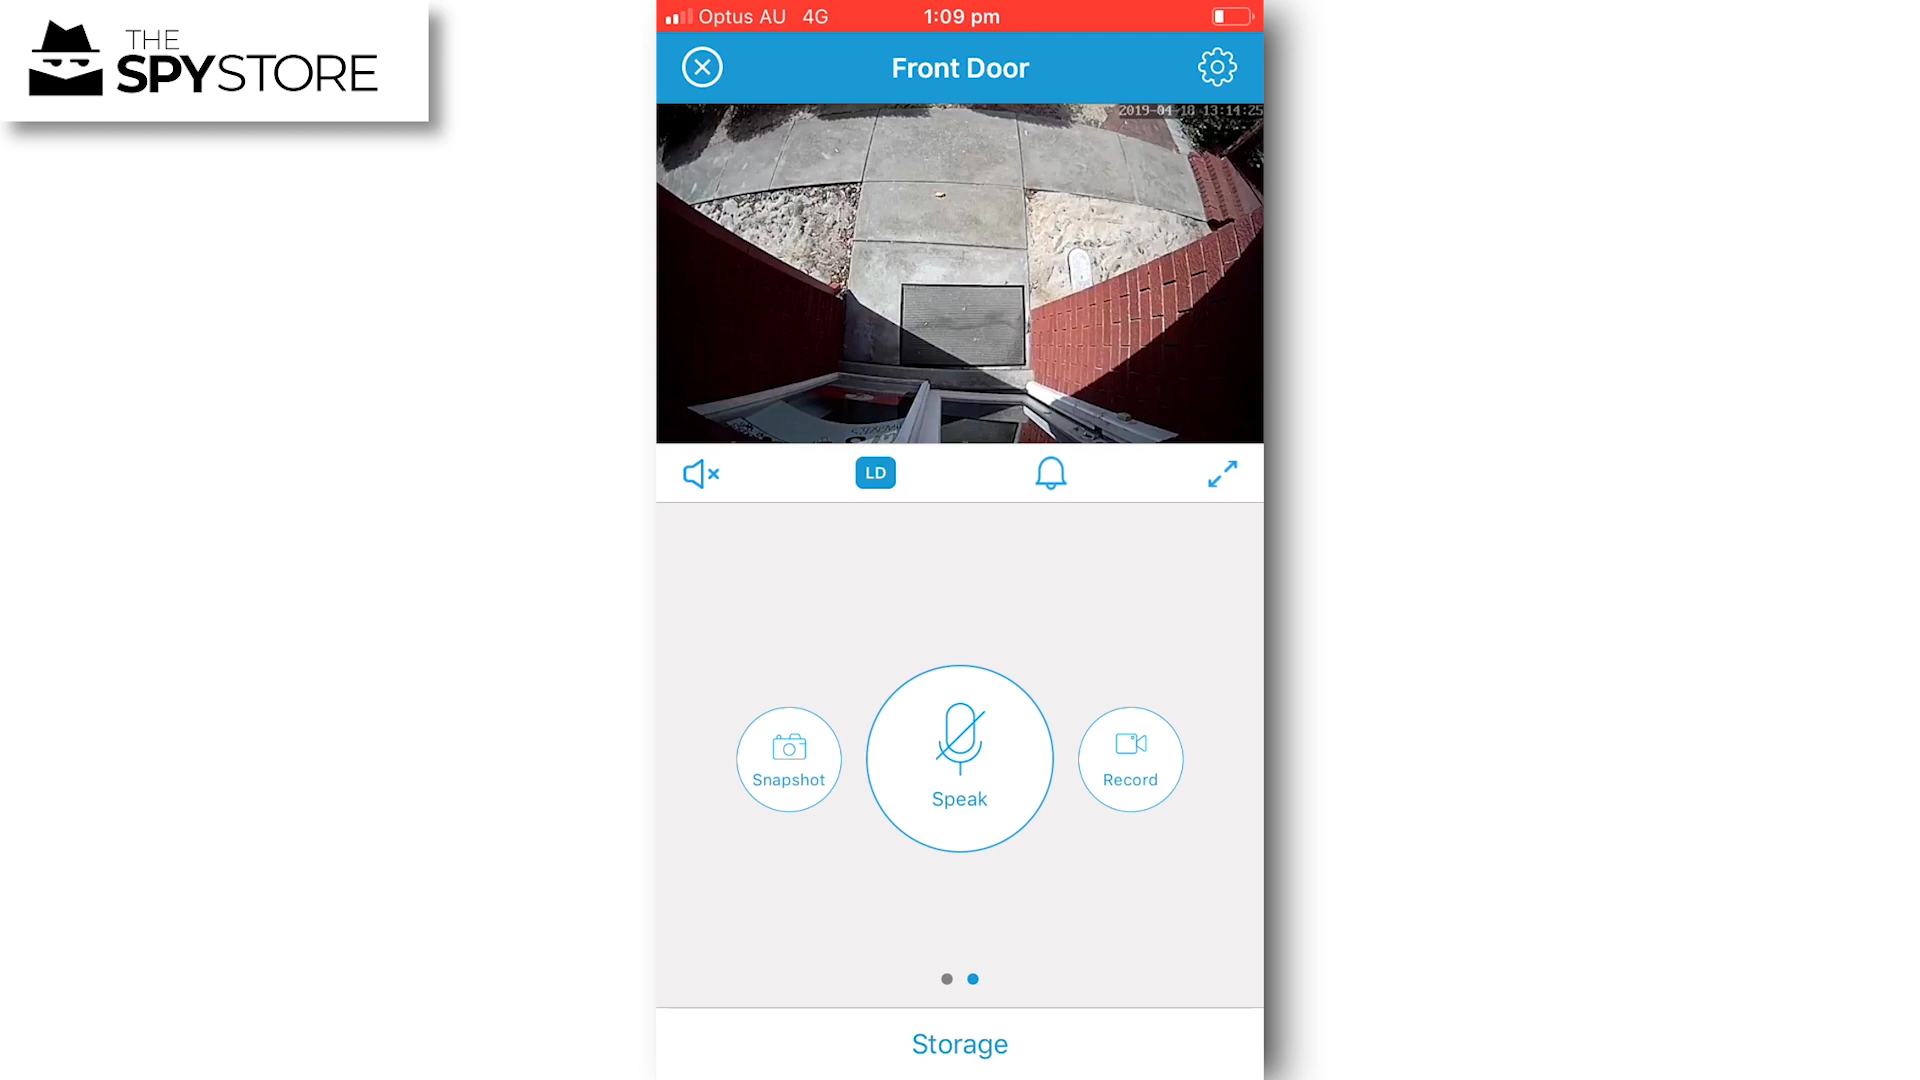 THE
SPYSTORE
Optus AU 4G 1:09 pm
Front Door
2019-04-18 13:14:25
LD
Snapshot
Speak
Record
Storage